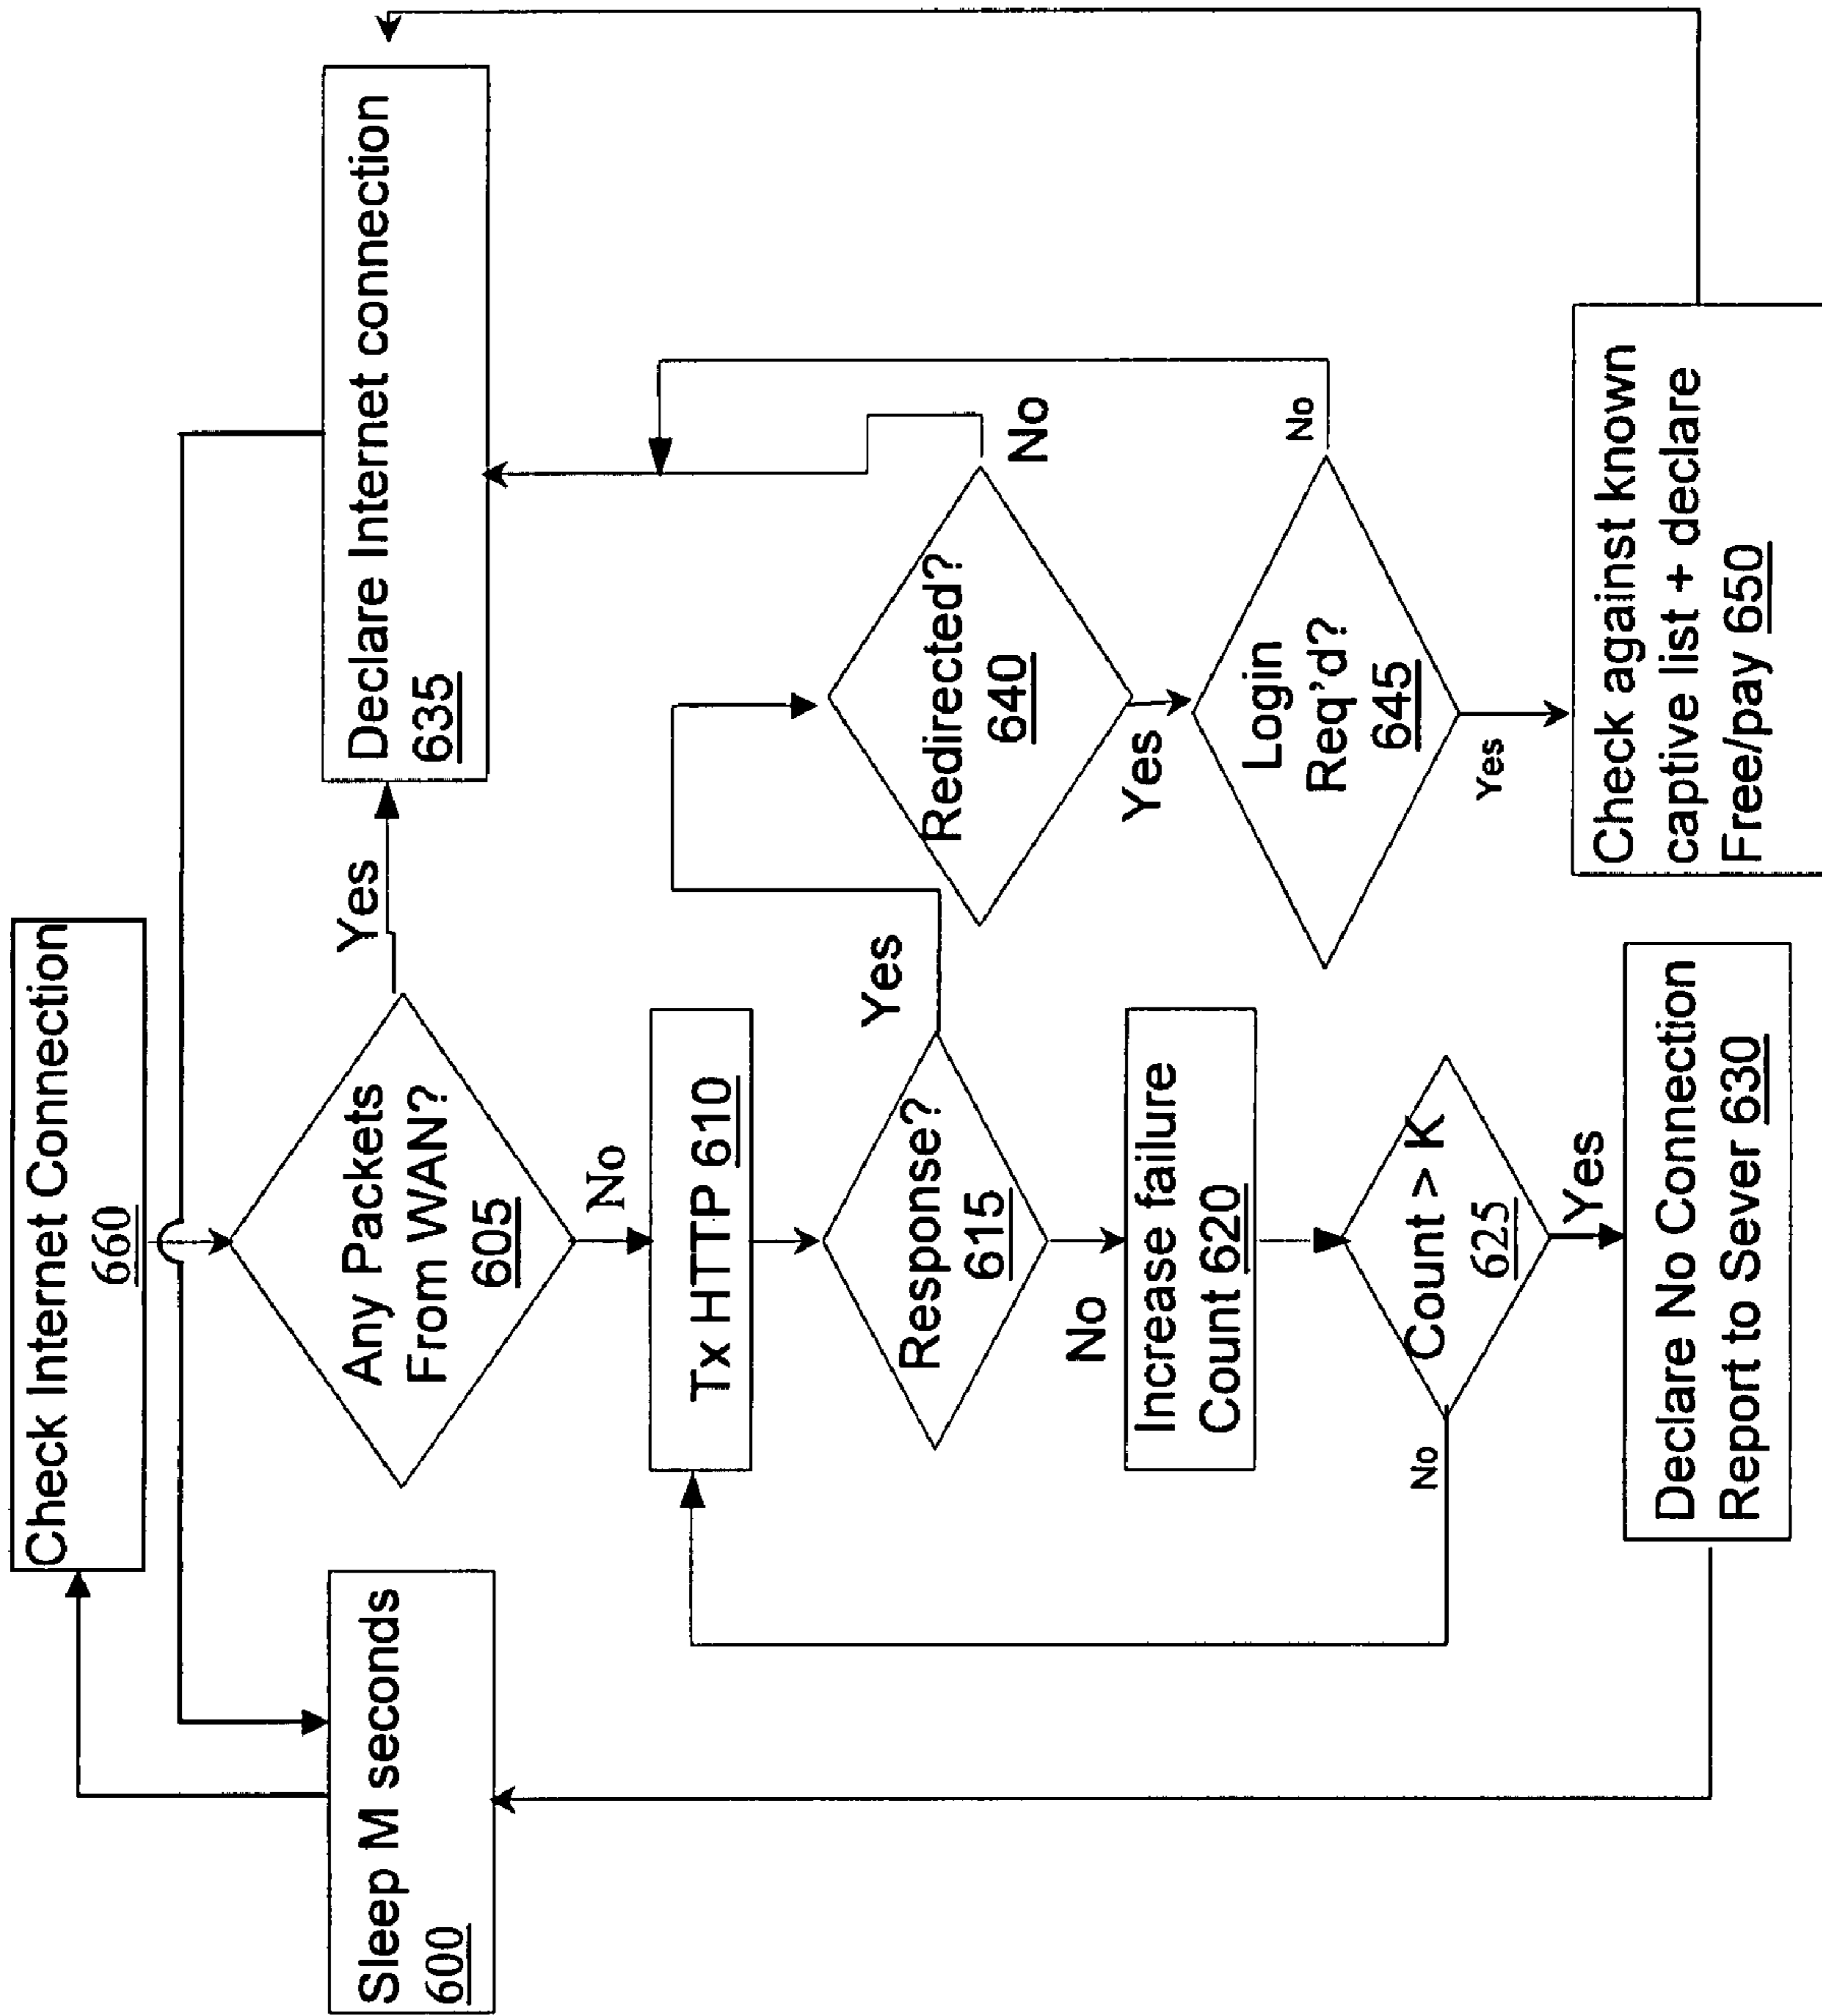 Check Internet Connection
660
Sleep M seconds
600
Any Packets
From WAN?
605
Yes
Declare Internet connection
635
No
Tx HTTP 610
Response?
615
Yes
Redirected?
640
No
No
Increase failure
Count 620
Yes
Login
Req'd?
645
No
Count > K
625
No
Yes
Yes
Declare No Connection
Report to Sever 630
Check against known
captive list + declare
Free/pay 650